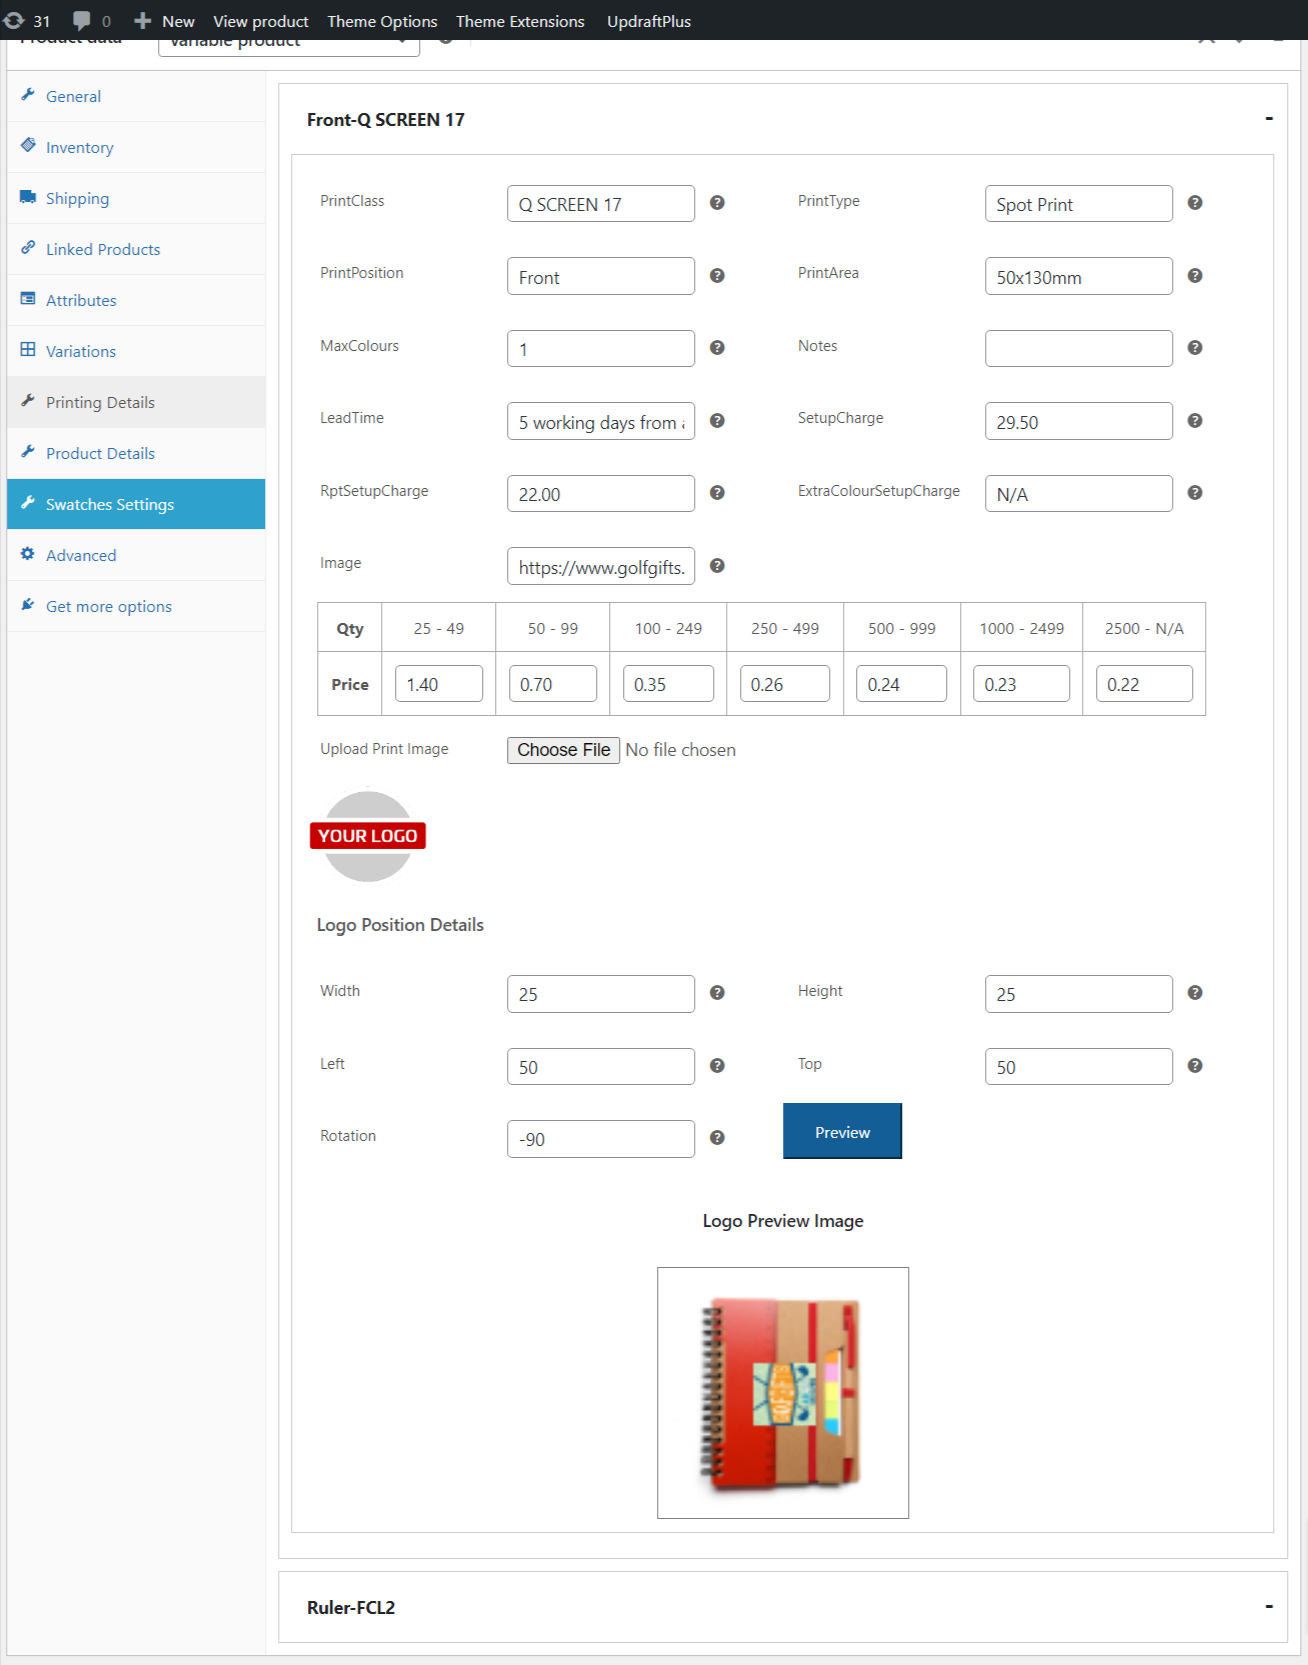 31 0 New View product Theme Options Theme Extensions UpdraftPlus
Product data Variable product
General
Inventory
Shipping
Linked Products
Attributes
Variations
Printing Details
Product Details
Swatches Settings
Advanced
Get more options
Front-Q SCREEN 17 -
PrintClass Q SCREEN 17 PrintType Spot Print
PrintPosition Front PrintArea 50x130mm
MaxColours 1 Notes
LeadTime 5 working days from SetupCharge 29.50
RptSetupCharge 22.00 ExtraColourSetupCharge N/A
Image https://www.golfgifts.
Qty 25 - 49 50 - 99 100 - 249 250 - 499 500 - 999 1000 - 2499 2500 - N/A
Price 1.40 0.70 0.35 0.26 0.24 0.23 0.22
Upload Print Image Choose File No file chosen
YOUR LOGO
Logo Position Details
Width 25 Height 25
Left 50 Top 50
Rotation -90 Preview
Logo Preview Image
Ruler-FCL2 -